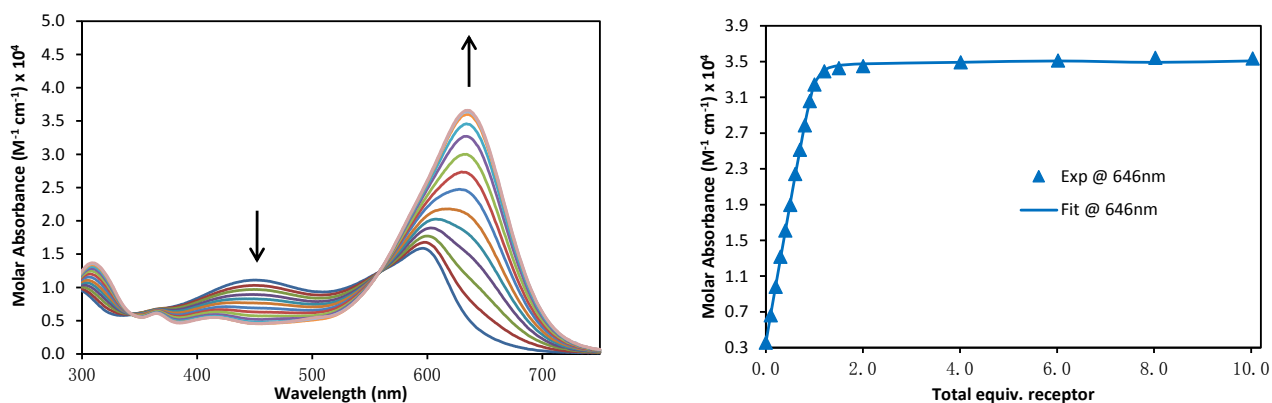 Molar Absorbance (M⁻¹ cm⁻¹) x 10⁴
5.0
4.5
4.0
3.5
3.0
2.5
2.0
1.5
1.0
0.5
0.0
300 400 500 600 700
Wavelength (nm)
Molar Absorbance (M⁻¹ cm⁻¹) x 10⁴
3.9
3.5
3.1
2.7
2.3
1.9
1.5
1.1
0.7
0.3
Exp @ 646nm
Fit @ 646nm
0.0 2.0 4.0 6.0 8.0 10.0
Total equiv. receptor